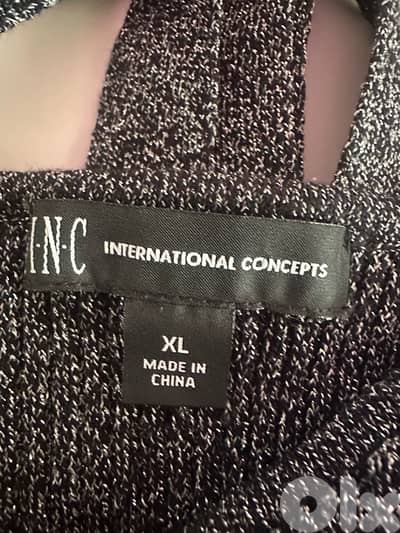 I·N·C INTERNATIONAL CONCEPTS
XL
MADE IN
CHINA
OLX